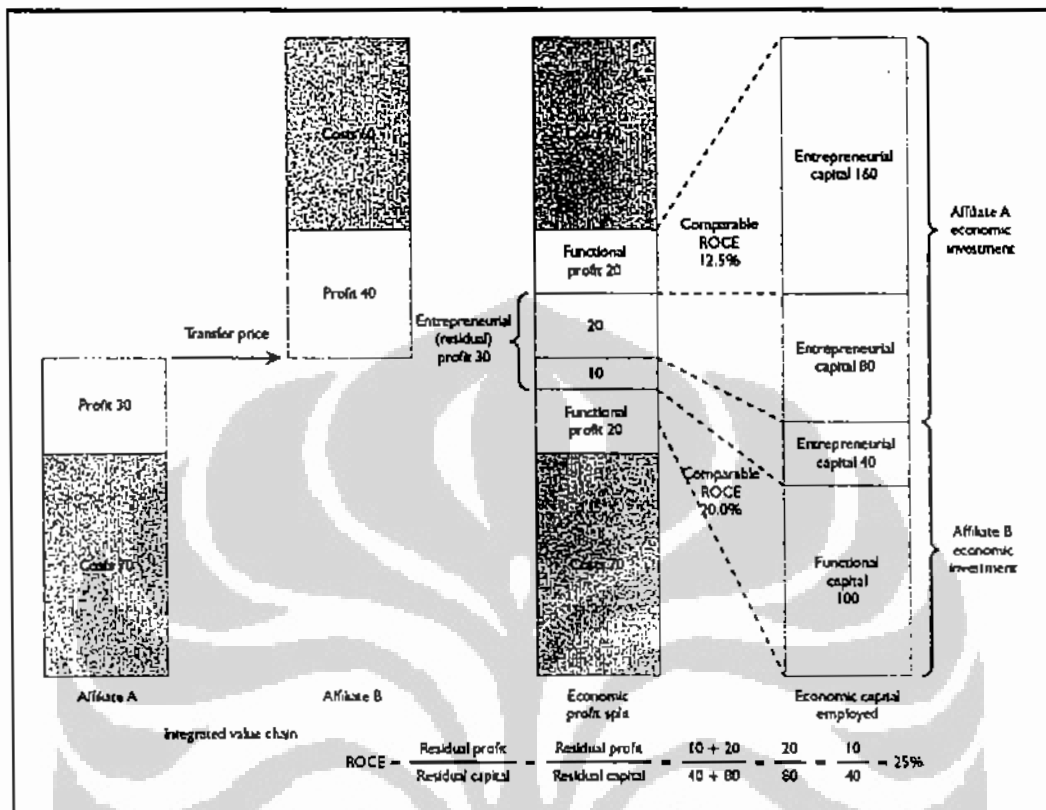 Costs 60
Profit 40
Transfer price
Profit 30
Costs 70
Affiliate A
Affiliate B
Integrated value chain
Costs 60
Functional
profit 20
Entrepreneurial
(residual)
profit 30
20
10
Functional
profit 20
Costs 70
Economic
profit split
Comparable
ROCE
12.5%
Comparable
ROCE
20.0%
Entrepreneurial
capital 160
Entrepreneurial
capital 80
Entrepreneurial
capital 40
Functional
capital
100
Economic capital
employed
Affiliate A
economic
investment
Affiliate B
economic
investment
ROCE = Residual profit / Residual capital = Residual profit / Residual capital = 10 + 20 / 40 + 80 = 20 / 80 = 10 / 40 = 25%